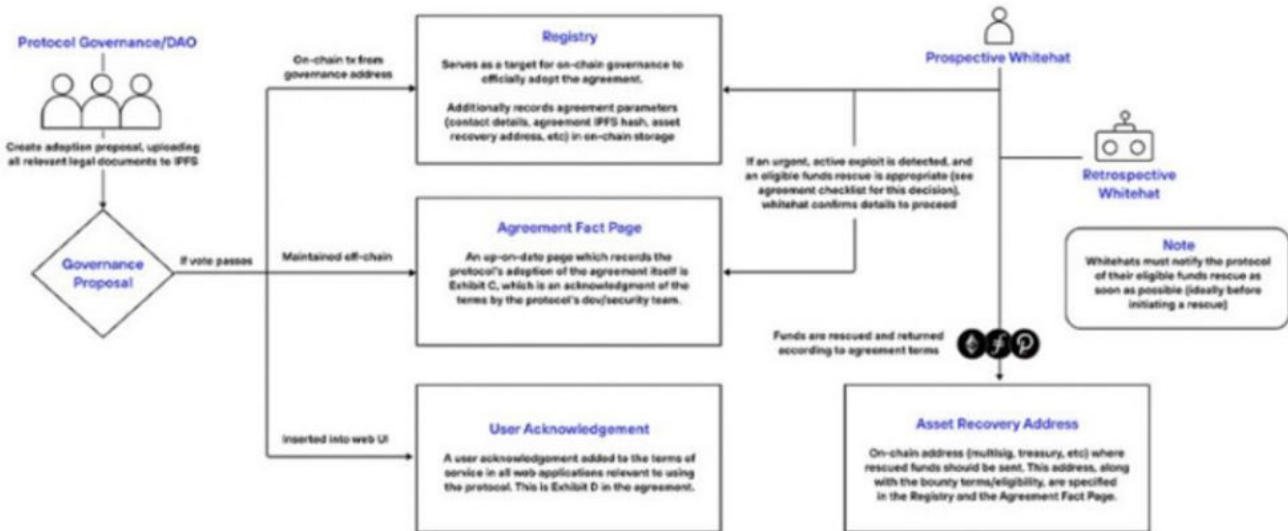 Protocol Governance/DAO
Create adoption proposal, uploading
all relevant legal documents to IPFS
Governance
Proposal
If vote passes
On-chain tx from
governance address
Maintained off-chain
Inserted into web UI
Registry
Serves as a target for on-chain governance to
officially adopt the agreement.
Additionally records agreement parameters
(contact details, agreement IPFS hash, asset
recovery address, etc) in on-chain storage
Agreement Fact Page
An up-on-date page which records the
protocol's adoption of the agreement itself is
Exhibit C, which is an acknowledgment of the
terms by the protocol's dev/security team.
User Acknowledgement
A user acknowledgement added to the terms of
service in all web applications relevant to using
the protocol. This is Exhibit D in the agreement.
Prospective Whitehat
If an urgent, active exploit is detected, and
an eligible funds rescue is appropriate (see
agreement checklist for this decision),
whitehat confirms details to proceed
Retrospective
Whitehat
Note
Whitehats must notify the protocol
of their eligible funds rescue as
soon as possible (ideally before
initiating a rescue)
Funds are rescued and returned
according to agreement terms
Asset Recovery Address
On-chain address (multisig, treasury, etc) where
rescued funds should be sent. This address, along
with the bounty terms/eligibility, are specified
in the Registry and the Agreement Fact Page.